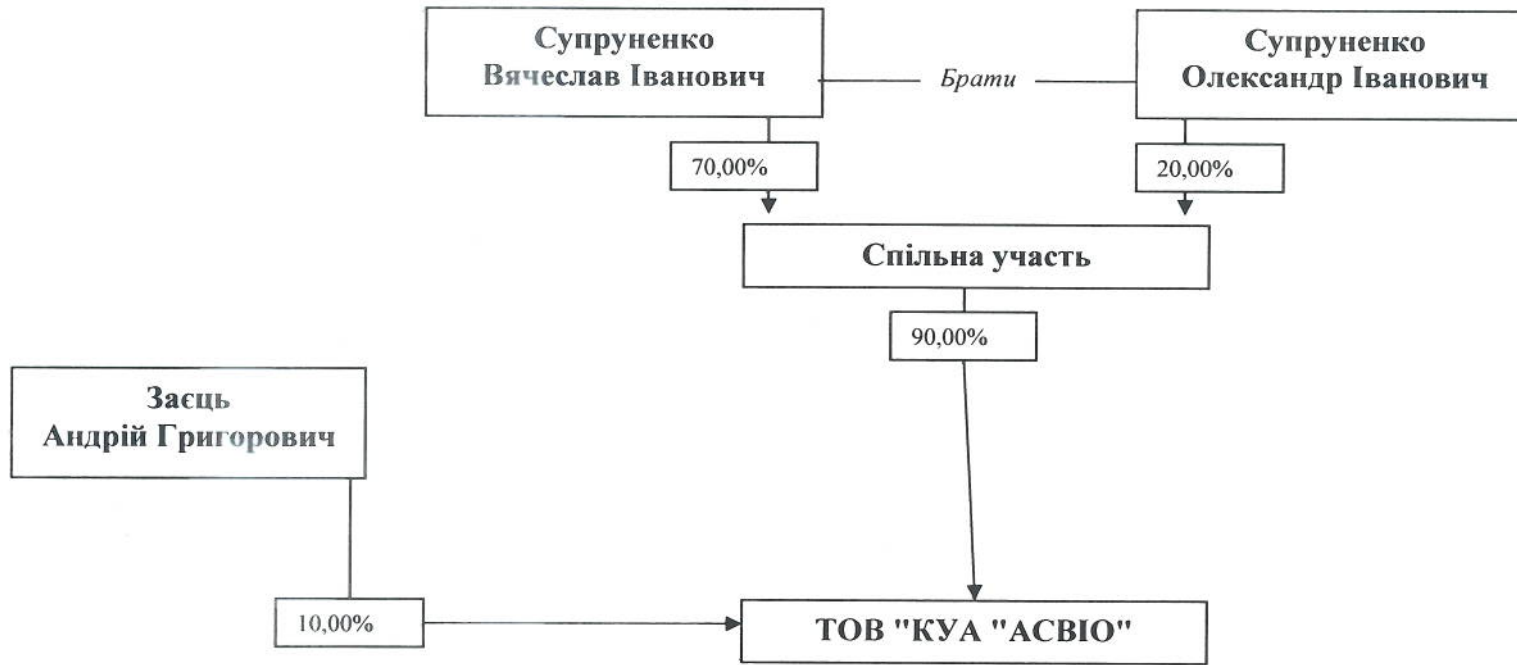 Супруненко
Вячеслав Іванович
Брати
Супруненко
Олександр Іванович
70,00%
20,00%
Спільна участь
90,00%
Заєць
Андрій Григорович
10,00%
ТОВ "КУА "АСВІО"